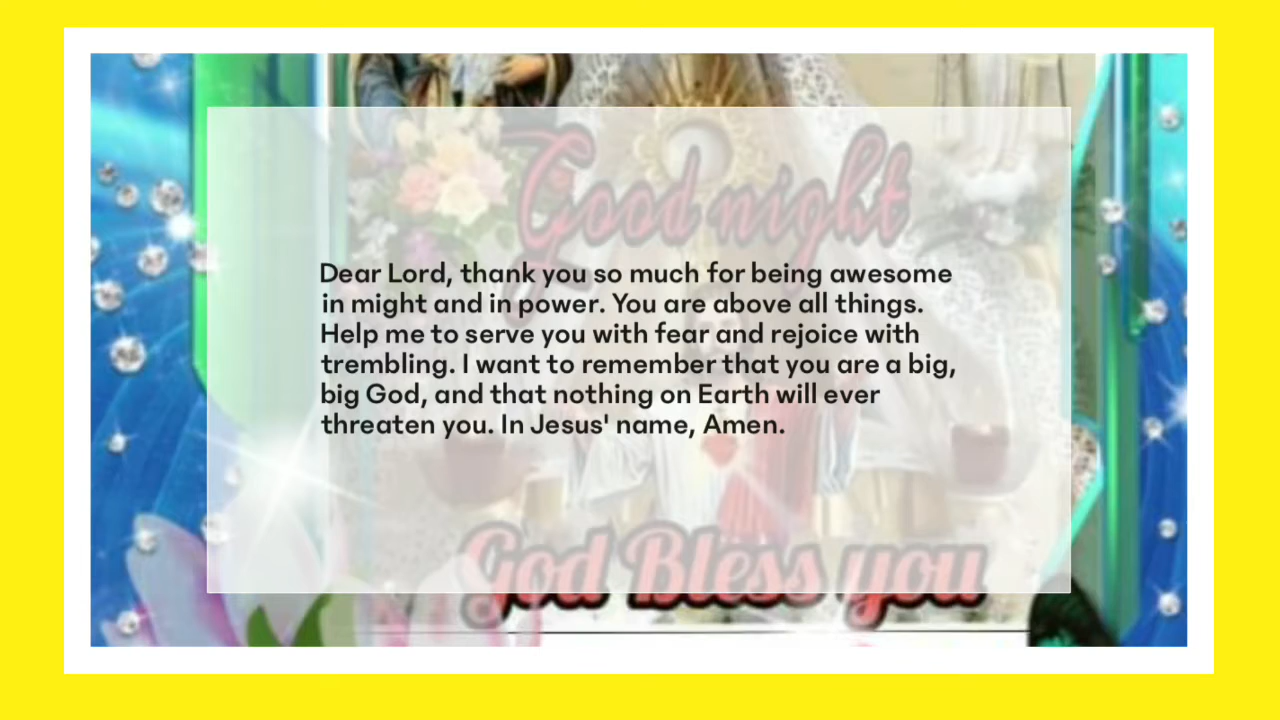 Good night
Dear Lord, thank you so much for being awesome
in might and in power. You are above all things.
Help me to serve you with fear and rejoice with
trembling. I want to remember that you are a big,
big God, and that nothing on Earth will ever
threaten you. In Jesus' name, Amen.
God Bless you